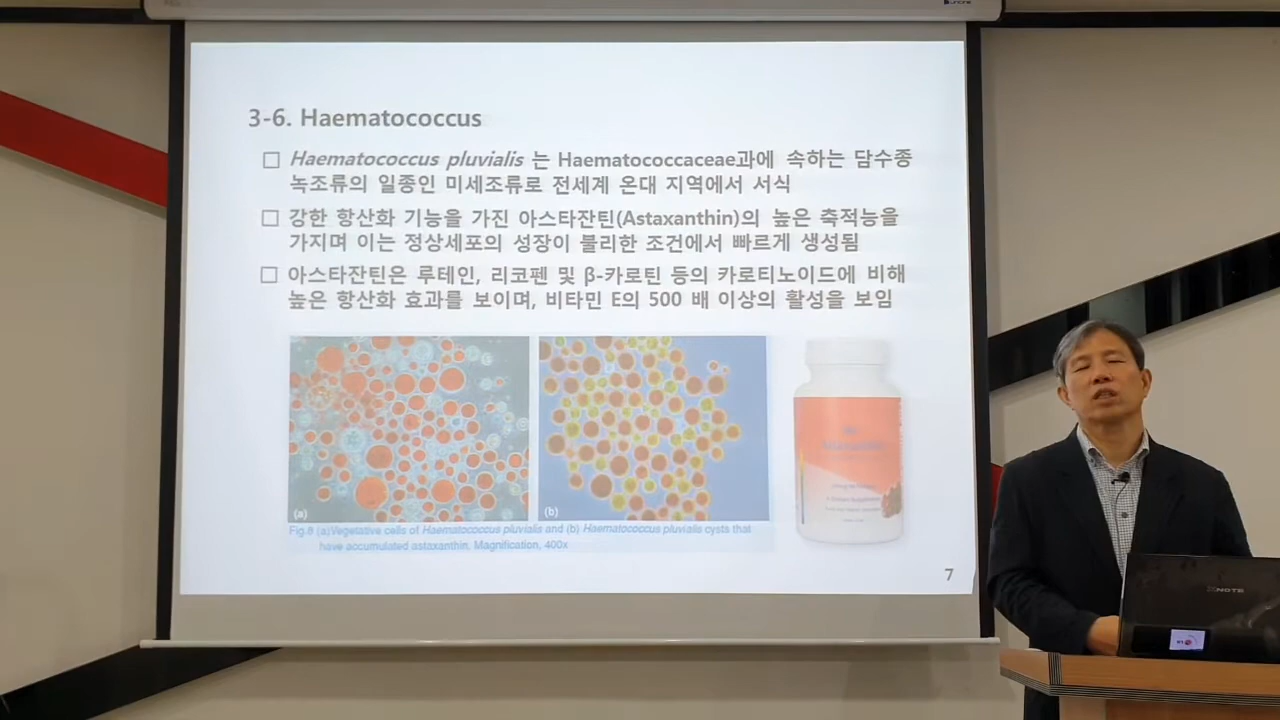 3-6. Haematococcus
□ Haematococcus pluvialis 는 Haematococcaceae과에 속하는 담수종
녹조류의 일종인 미세조류로 전세계 온대 지역에서 서식
□ 강한 항산화 기능을 가진 아스타잔틴(Astaxanthin)의 높은 축적능을
가지며 이는 정상세포의 성장이 불리한 조건에서 빠르게 생성됨
□ 아스타잔틴은 루테인, 리코펜 및 β-카로틴 등의 카로티노이드에 비해
높은 항산화 효과를 보이며, 비타민 E의 500 배 이상의 활성을 보임
(a)
(b)
Fig.8 (a)Vegetative cells of Haematococcus pluvialis and (b) Haematococcus pluvialis cysts that
have accumulated astaxanthin, Magnification, 400x
7